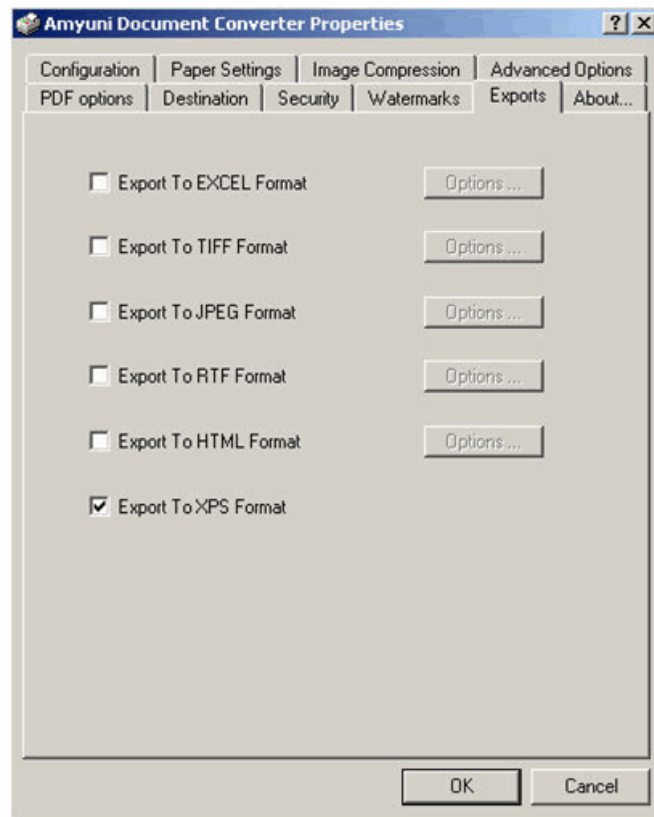 Amyuni Document Converter Properties
Configuration Paper Settings Image Compression Advanced Options
PDF options Destination Security Watermarks Exports About...
Export To EXCEL Format Options ...
Export To TIFF Format Options ...
Export To JPEG Format Options ...
Export To RTF Format Options ...
Export To HTML Format Options ...
Export To XPS Format
OK Cancel